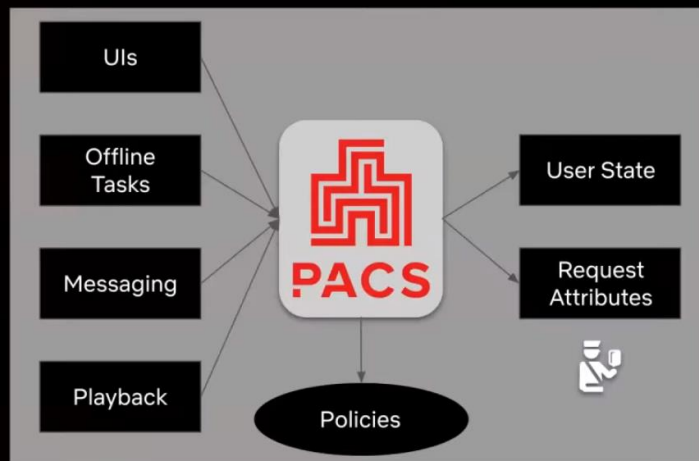 UIs
Offline
Tasks
Messaging
Playback
PACS
Policies
User State
Request
Attributes